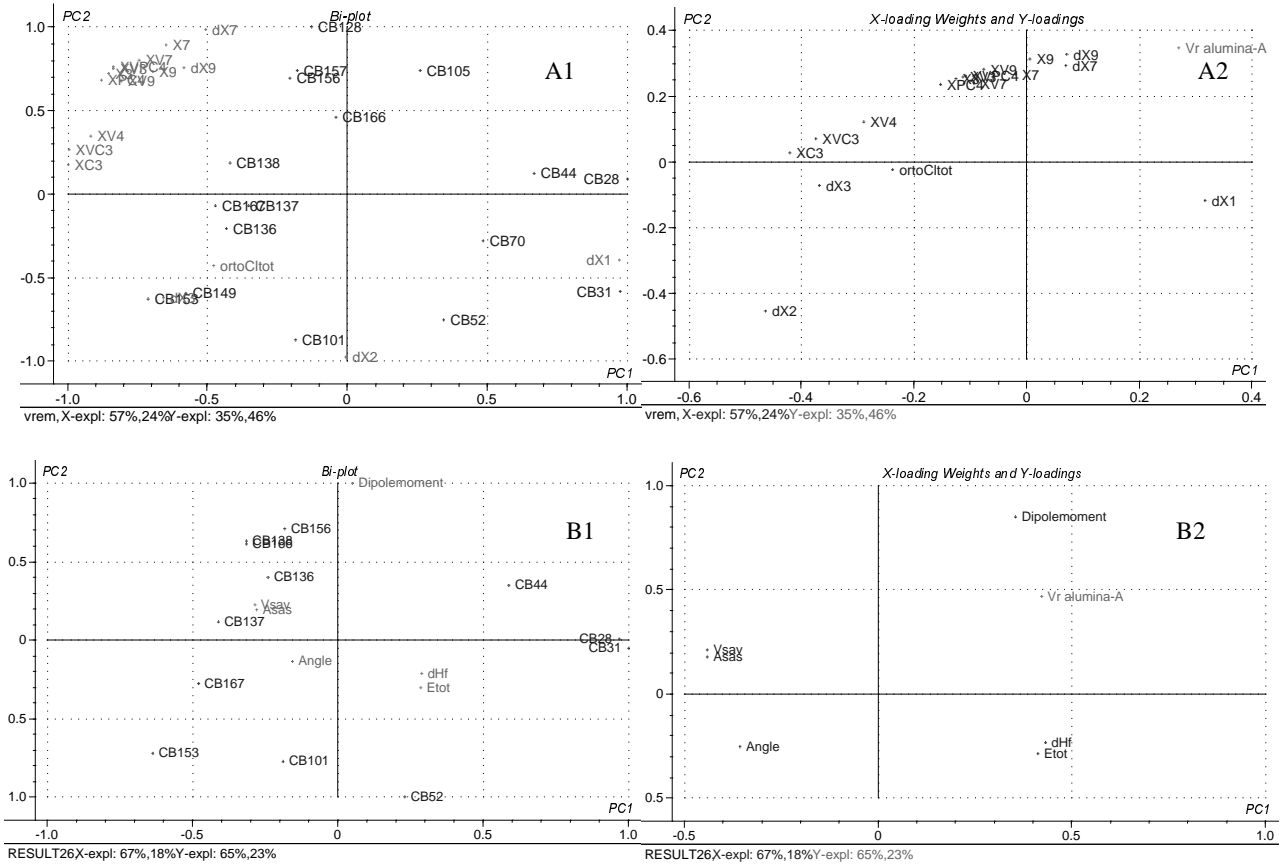 PC2
Bi-plot
1.0
dX7
CB128
X7
XV7
dX9
X9
CB157
CB156
CB105
A1
0.5
CB166
XV4
XVC3
XC3
CB138
CB44
CB28
0
CB137
CB136
CB70
ortoCltot
dX1
-0.5
CB149
CB31
CB52
CB101
dX2
-1.0
PC1
-1.0 -0.5 0 0.5 1.0
vrem, X-expl: 57%,24%Y-expl: 35%,46%
PC2
X-loading Weights and Y-loadings
0.4
Vr alumina-A
dX9
X9
dX7
XV9
X7
XPC4
XV7
A2
0.2
XV4
XVC3
XC3
0
ortoCltot
dX3
dX1
-0.2
-0.4
dX2
-0.6
PC1
-0.6 -0.4 -0.2 0 0.2 0.4
vrem, X-expl: 57%,24%Y-expl: 35%,46%
PC2
Bi-plot
1.0
Dipolemoment
CB156
B1
0.5
CB136
CB44
Vsav
Asas
CB137
0
CB28
CB31
Angle
dHf
CB167
Etot
0.5
CB153
CB101
1.0
CB52
PC1
-1.0 -0.5 0 0.5 1.0
RESULT26,X-expl: 67%,18%Y-expl: 65%,23%
PC2
X-loading Weights and Y-loadings
1.0
Dipolemoment
B2
0.5
Vr alumina-A
Vsav
Asas
0
Angle
dHf
Etot
0.5
PC1
-0.5 0 0.5 1.0
RESULT26,X-expl: 67%,18%Y-expl: 65%,23%